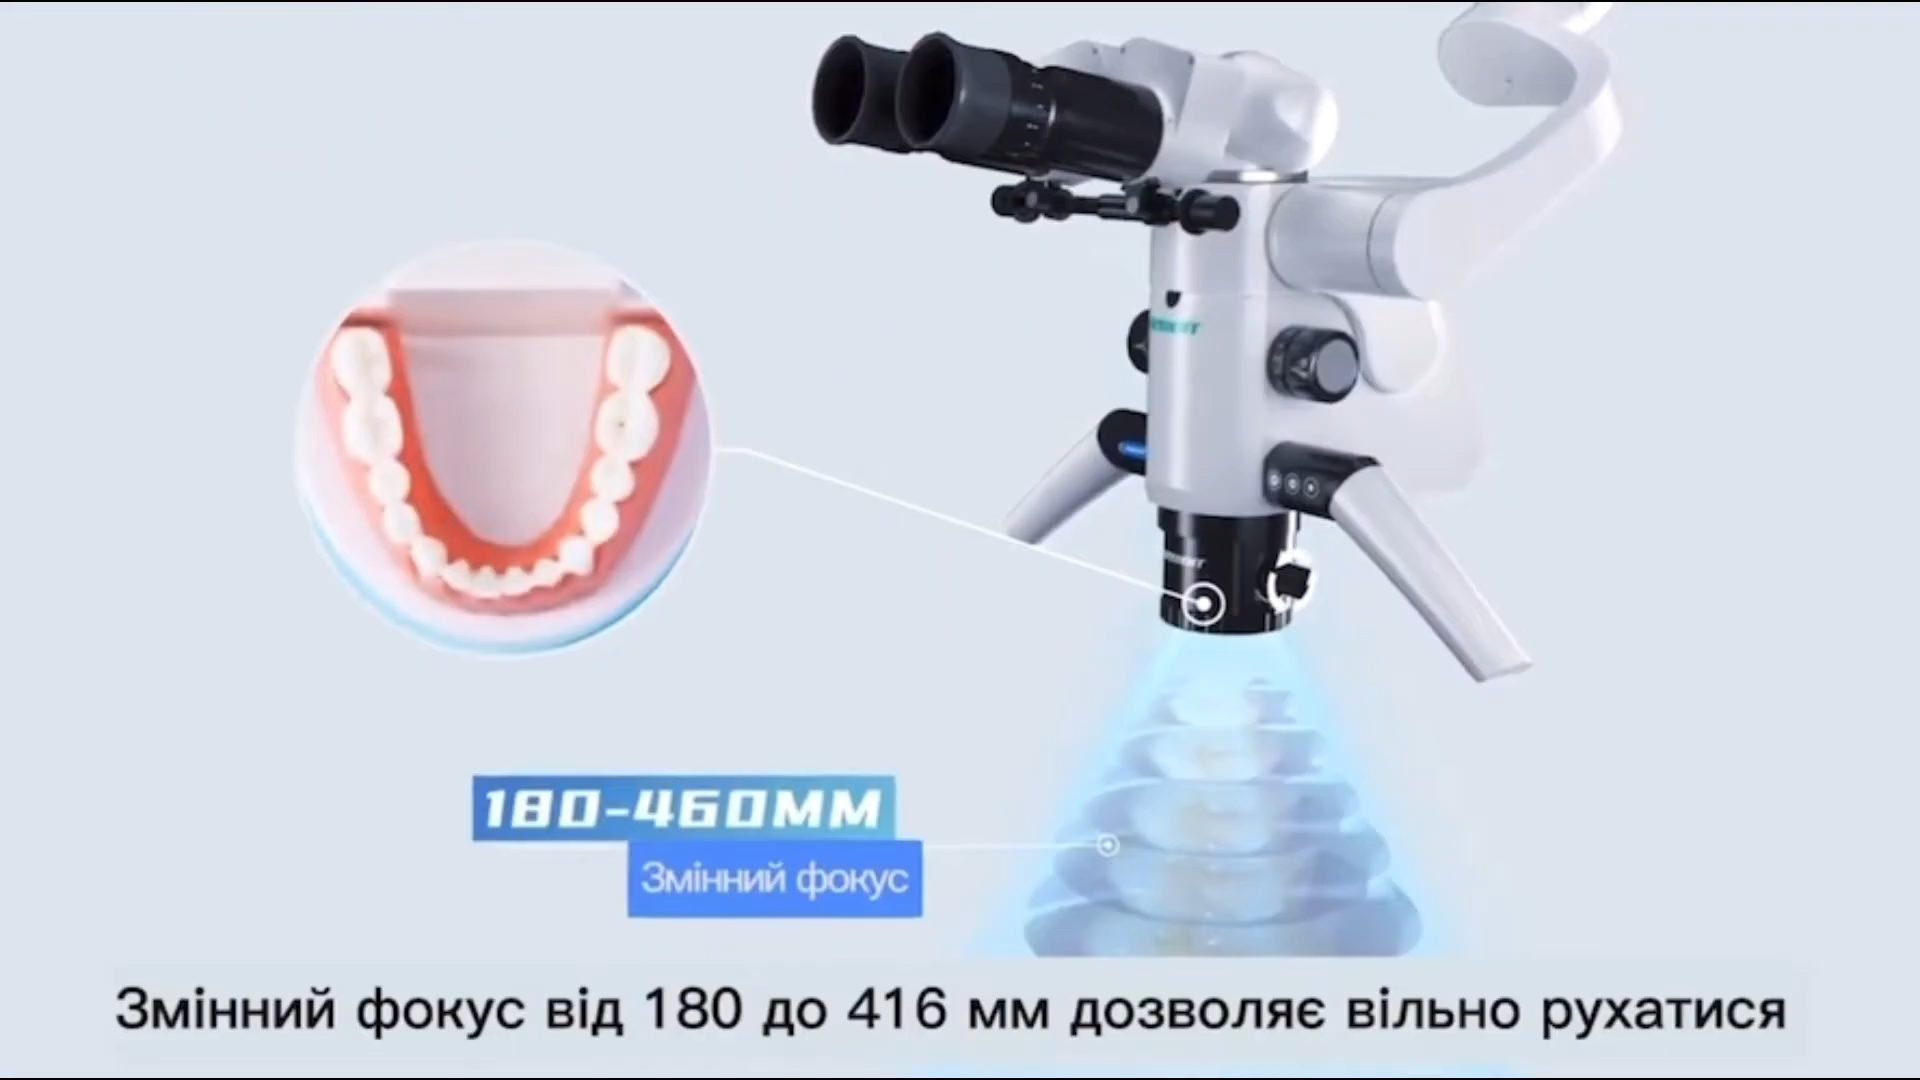 180-460MM
Змінний фокус
Змінний фокус від 180 до 416 мм дозволяє вільно рухатися